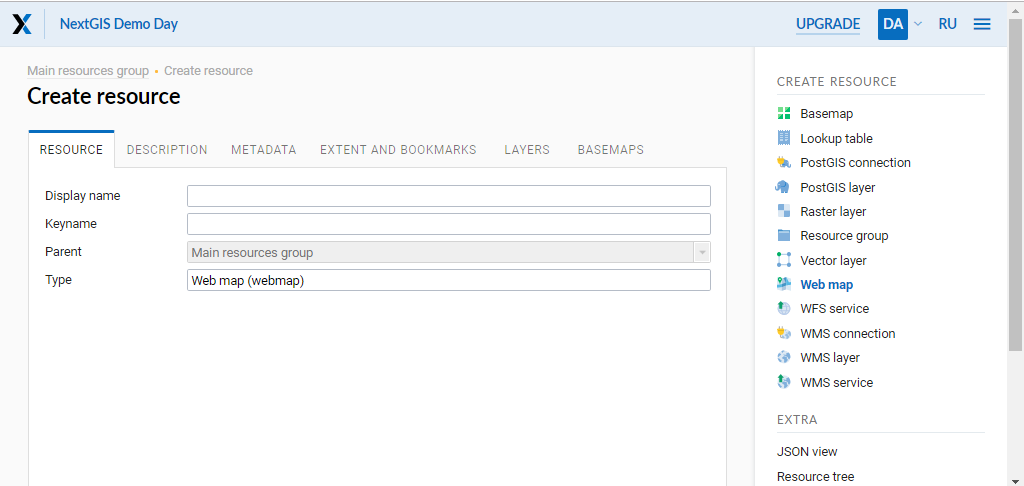 NextGIS Demo Day
UPGRADE
DA
RU
Main resources group • Create resource
Create resource
RESOURCE
DESCRIPTION
METADATA
EXTENT AND BOOKMARKS
LAYERS
BASEMAPS
Display name
Keyname
Parent
Main resources group
Type
Web map (webmap)
CREATE RESOURCE
Basemap
Lookup table
PostGIS connection
PostGIS layer
Raster layer
Resource group
Vector layer
Web map
WFS service
WMS connection
WMS layer
WMS service
EXTRA
JSON view
Resource tree